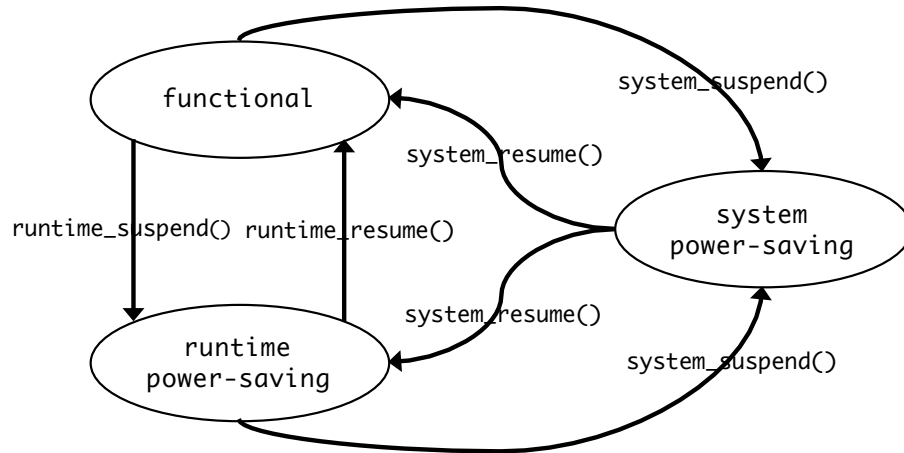 functional
system_suspend()
system_resume()
system
power-saving
runtime_suspend()
runtime_resume()
system_resume()
runtime
power-saving
system_suspend()